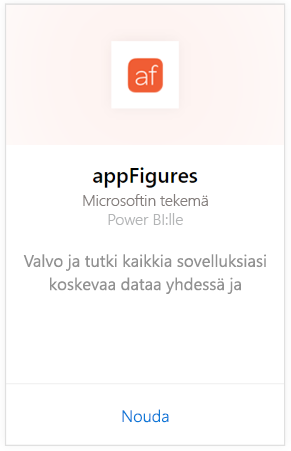 af
appFigures
Microsoftin tekemä
Power BI:lle
Valvo ja tutki kaikkia sovelluksiasi
koskevaa dataa yhdessä ja
Nouda